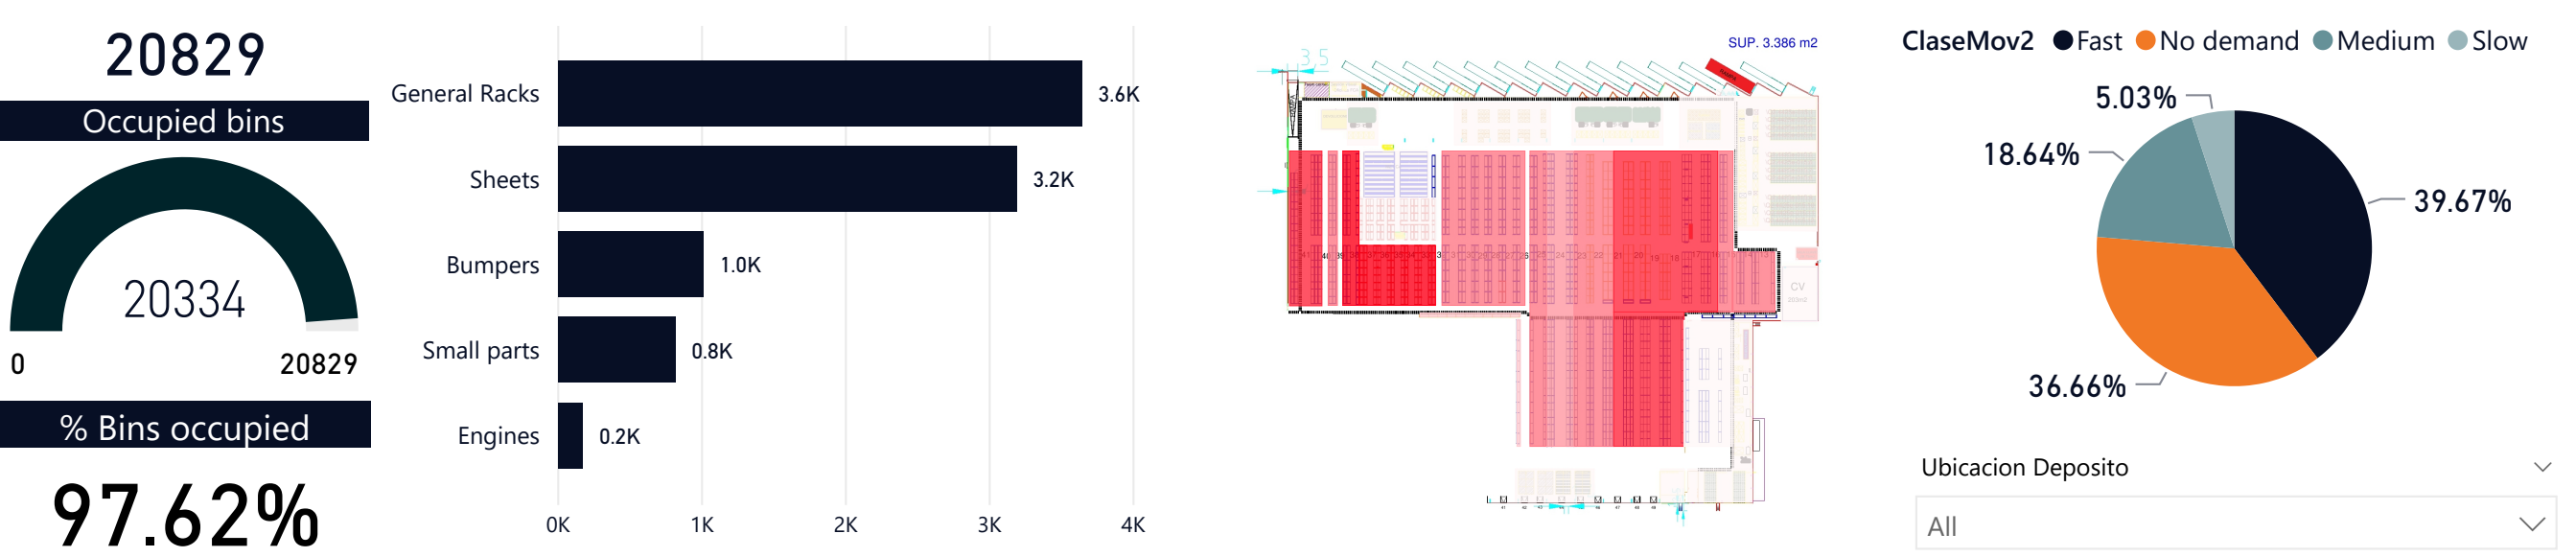 20829
Occupied bins
20334
0
20829
% Bins occupied
97.62%
General Racks
3.6K
Sheets
3.2K
Bumpers
1.0K
Small parts
0.8K
Engines
0.2K
0K 1K 2K 3K 4K
SUP. 3.386 m2
3,5
CV
ClaseMov2 Fast No demand Medium Slow
5.03%
18.64%
39.67%
36.66%
Ubicacion Deposito
All